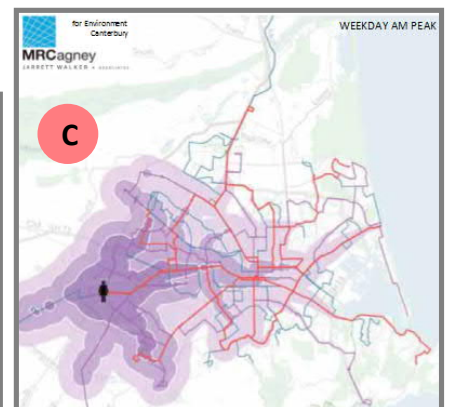 for Environment
Canterbury
WEEKDAY AM PEAK
MRCagney
JARRETT WALKER + ASSOCIATES
C